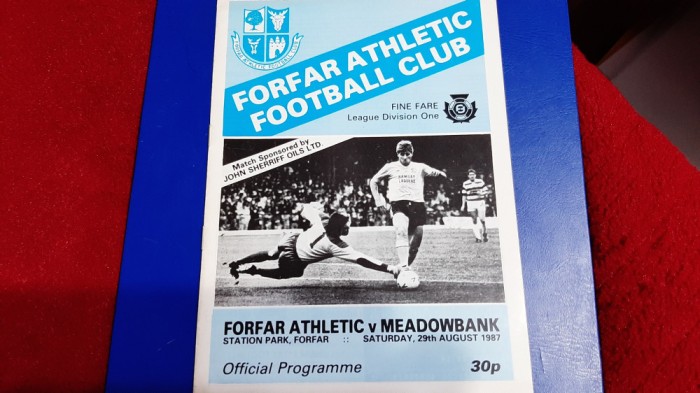 FORFAR ATHLETIC
FOOTBALL CLUB
FINE FARE
League Division One
Match Sponsored by
JOHN SHERRIFF OILS LTD.
FORFAR ATHLETIC v MEADOWBANK
STATION PARK, FORFAR :: SATURDAY, 29th AUGUST 1987
Official Programme 30p